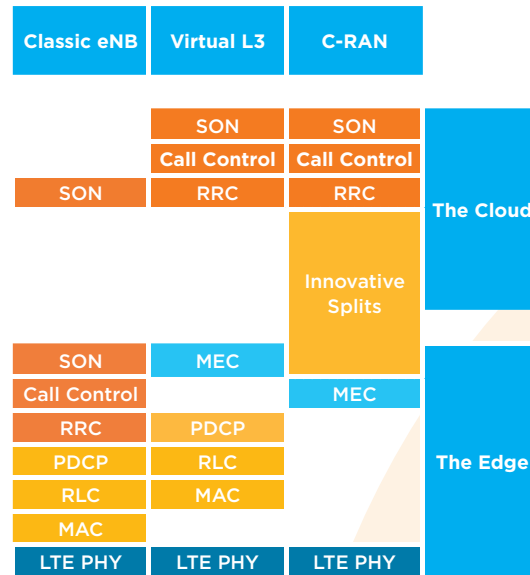 Classic eNB
Virtual L3
C-RAN
SON
SON
Call Control
Call Control
SON
RRC
RRC
The Cloud
Innovative
Splits
SON
MEC
Call Control
MEC
RRC
PDCP
PDCP
RLC
The Edge
RLC
MAC
MAC
LTE PHY
LTE PHY
LTE PHY